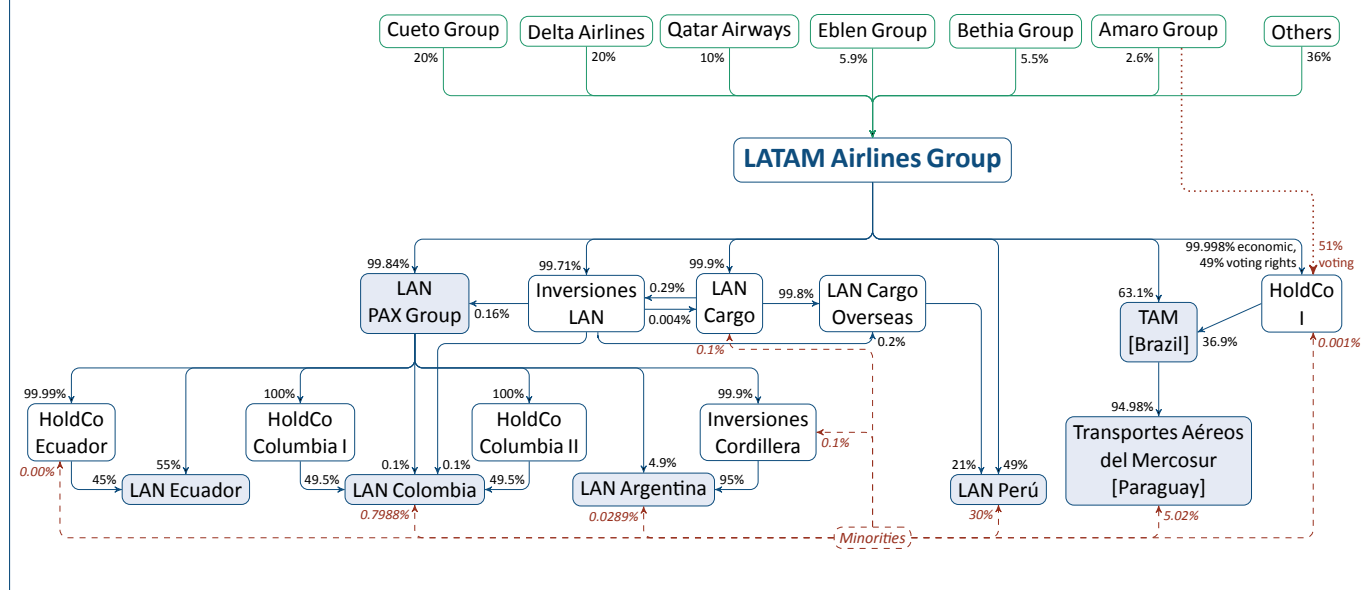 Cueto Group
Delta Airlines
Qatar Airways
Eblen Group
Bethia Group
Amaro Group
Others
20%
20%
10%
5.9%
5.5%
2.6%
36%
LATAM Airlines Group
99.84%
99.71%
99.9%
63.1%
99.998% economic,
49% voting rights
51%
voting
LAN
PAX Group
0.16%
Inversiones
LAN
0.29%
0.004%
LAN
Cargo
99.8%
LAN Cargo
Overseas
TAM
[Brazil]
36.9%
HoldCo
I
0.1%
0.2%
0.001%
99.99%
100%
100%
99.9%
94.98%
HoldCo
Ecuador
HoldCo
Columbia I
HoldCo
Columbia II
Inversiones
Cordillera
Transportes Aéreos
del Mercosur
[Paraguay]
0.00%
0.1%
45%
55%
49.5%
0.1%
0.1%
49.5%
4.9%
95%
21%
49%
LAN Ecuador
LAN Colombia
LAN Argentina
LAN Perú
0.7988%
0.0289%
30%
5.02%
Minorities